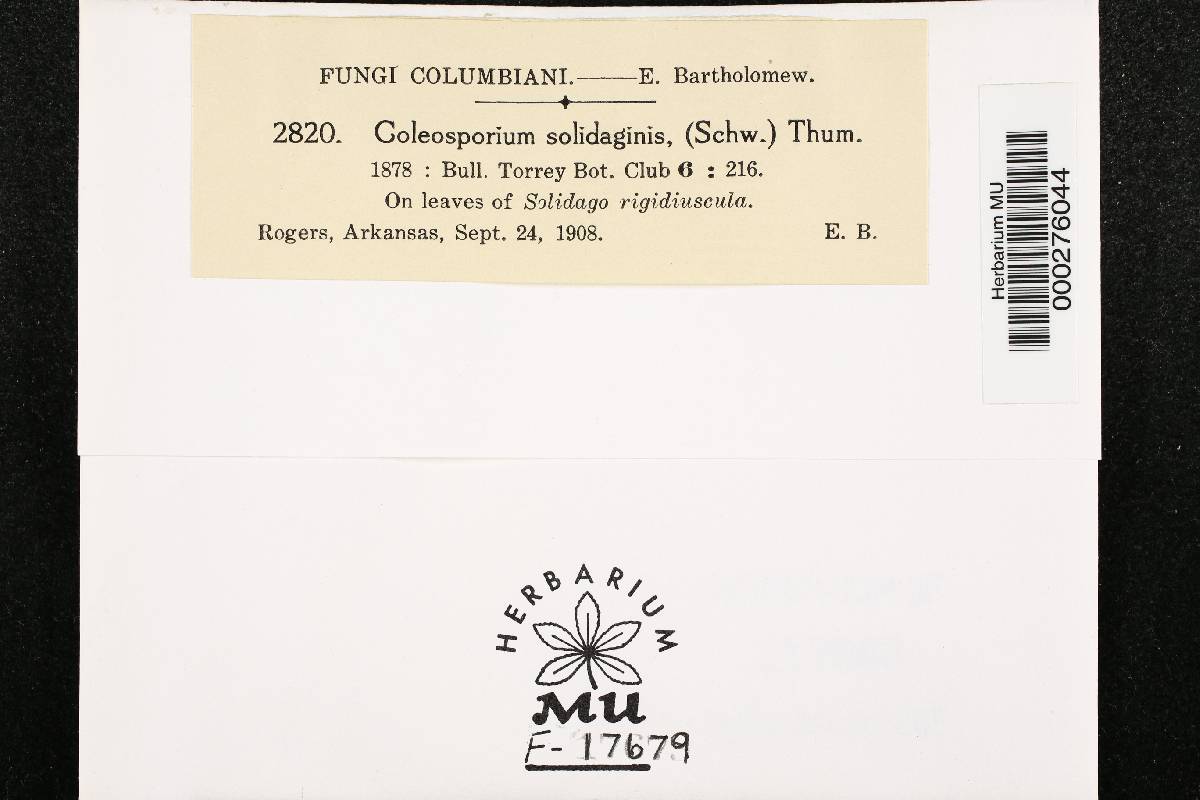 FUNGI COLUMBIANI.——E. Bartholomew.
2820. Coleosporium solidaginis, (Schw.) Thum.
1878 : Bull. Torrey Bot. Club 6 : 216.
On leaves of Solidago rigidiuscula.
Rogers, Arkansas, Sept. 24, 1908. E. B.
Herbarium MU
000276044
HERBARIUM
MU
F-17679